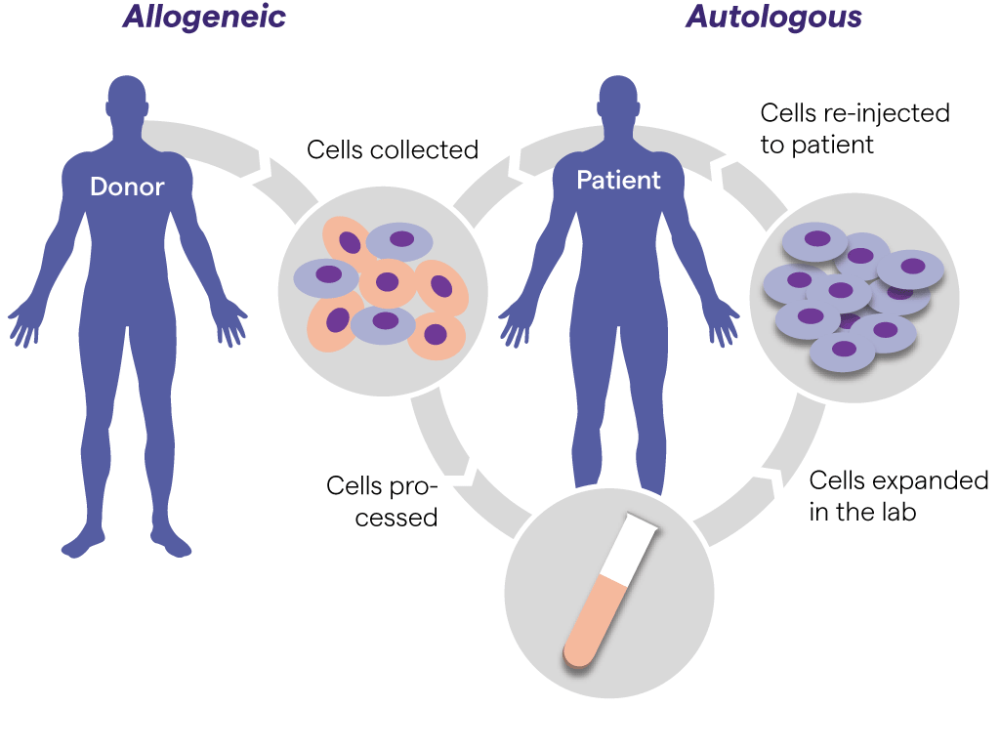 Allogeneic
Autologous
Cells re-injected
to patient
Cells collected
Donor
Patient
Cells pro-
cessed
Cells expanded
in the lab